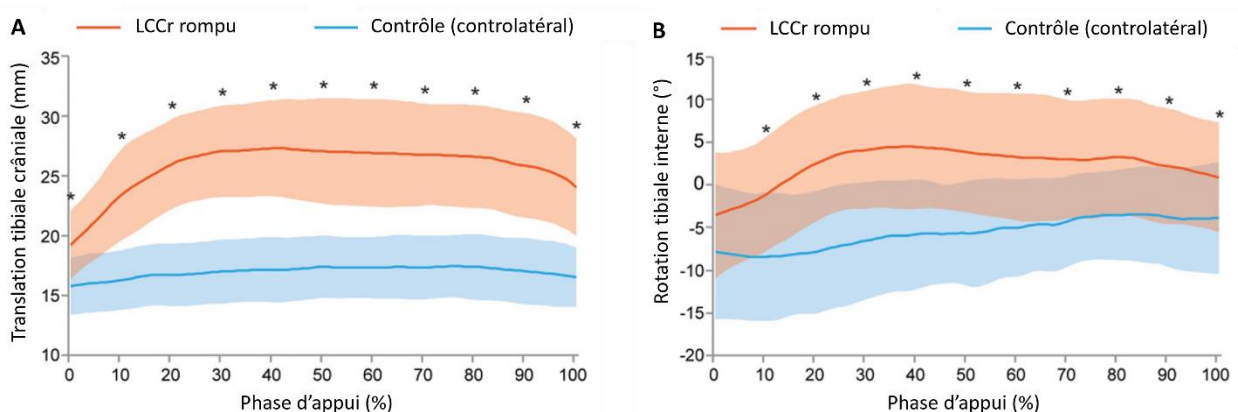 A
LCCr rompu
Contrôle (controlatéral)
Translation tibiale crâniale (mm)
35
30
25
20
15
10
* * * * * * * * * * *
0 10 20 30 40 50 60 70 80 90 100
Phase d’appui (%)
B
LCCr rompu
Contrôle (controlatéral)
Rotation tibiale interne (°)
15
10
5
0
-5
-10
-15
-20
* * * * * * * * * *
0 10 20 30 40 50 60 70 80 90 100
Phase d’appui (%)